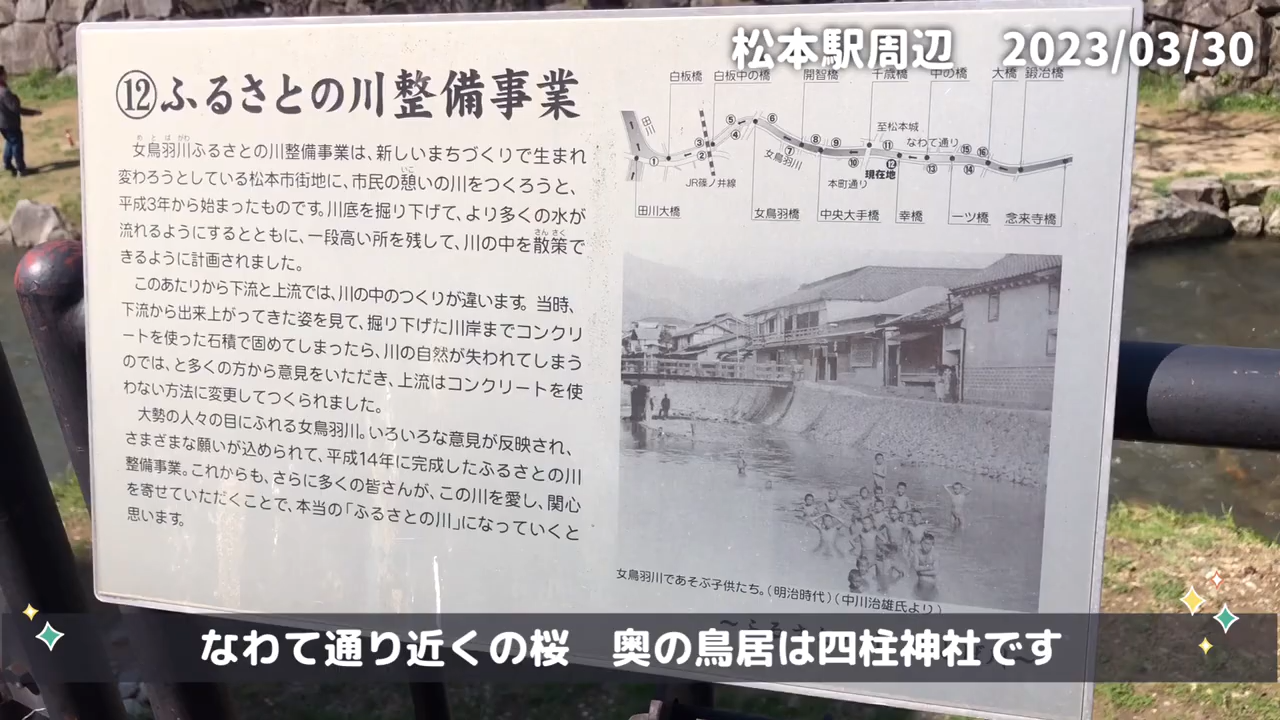 松本駅周辺　2023/03/30
⑫ふるさとの川整備事業
女鳥羽川ふるさとの川整備事業は、新しいまちづくりで生まれ
変わろうとしている松本市街地に、市民の憩いの川をつくろうと、
平成3年から始まったものです。川底を掘り下げて、より多くの水が
流れるようにするとともに、一段高い所を残して、川の中を散策で
きるように計画されました。
このあたりから下流と上流では、川の中のつくりが違います。当時、
下流から出来上がってきた姿を見て、掘り下げた川岸までコンクリ
ートを使った石積で固めてしまったら、川の自然が失われてしまう
のでは、と多くの方から意見をいただき、上流はコンクリートを使
わない方法に変更してつくられました。
大勢の人々の目にふれる女鳥羽川。いろいろな意見が反映され、
さまざまな願いが込められて、平成14年に完成したふるさとの川
整備事業。これからも、さらに多くの皆さんが、この川を愛し、関心
を寄せていただくことで、本当の「ふるさとの川」になっていくと
思います。
白板橋 白板中の橋 開智橋 千歳橋 中の橋 大橋 鍛冶橋
田川
至松本城
なわて通り
① ② ③ ④ ⑤ ⑥ ⑦ ⑧ ⑨ ⑩ ⑪ ⑫ ⑬ ⑭ ⑮ ⑯
女鳥羽川
現在地
JR篠ノ井線
本町通り
田川大橋 女鳥羽橋 中央大手橋 幸橋 一ツ橋 念来寺橋
女鳥羽川であそぶ子供たち。(明治時代)(中川治雄氏より)
なわて通り近くの桜　奥の鳥居は四柱神社です